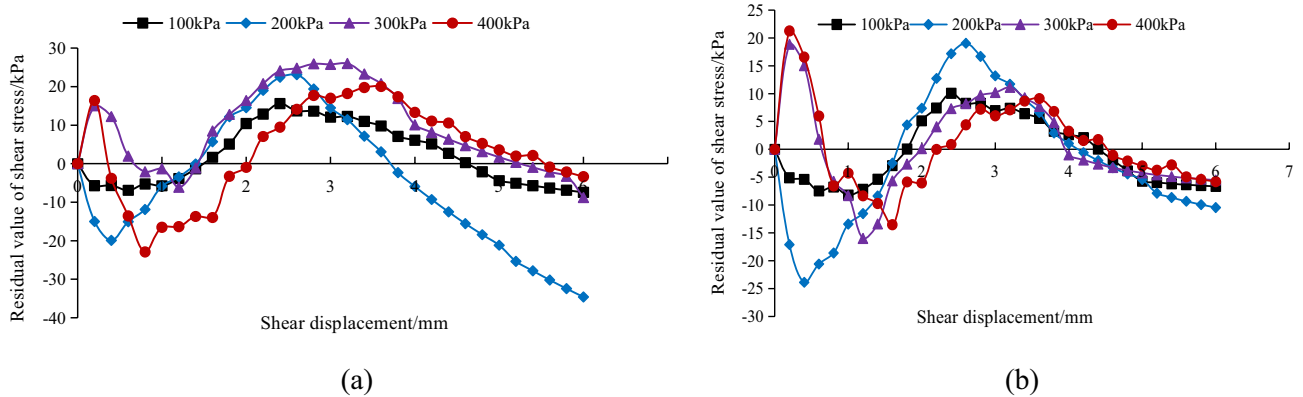 100kPa 200kPa 300kPa 400kPa
Residual value of shear stress/kPa
30
20
10
0
-10
-20
-30
-40
0 1 2 3 4 5 6
Shear displacement/mm
(a)
100kPa 200kPa 300kPa 400kPa
Residual value of shear stress/kPa
25
20
15
10
5
0
-5
-10
-15
-20
-25
-30
0 1 2 3 4 5 6 7
Shear displacement/mm
(b)